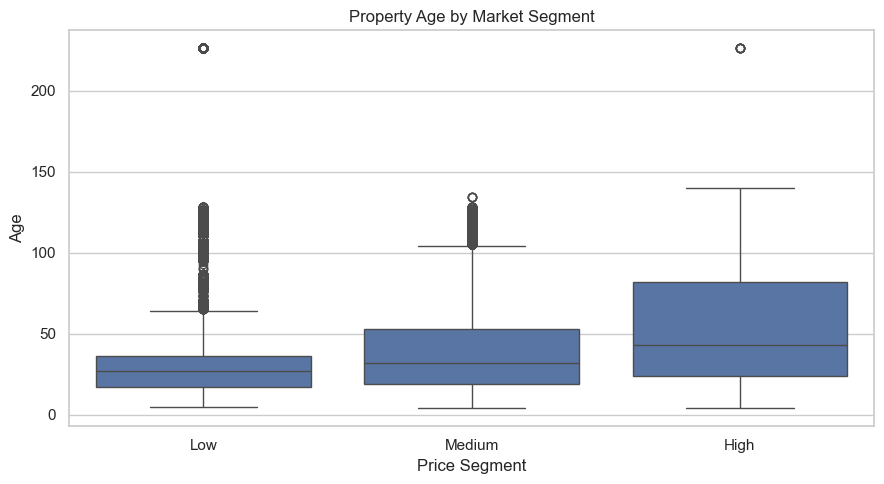 Property Age by Market Segment
Age
200
150
100
50
0
Low Medium High
Price Segment